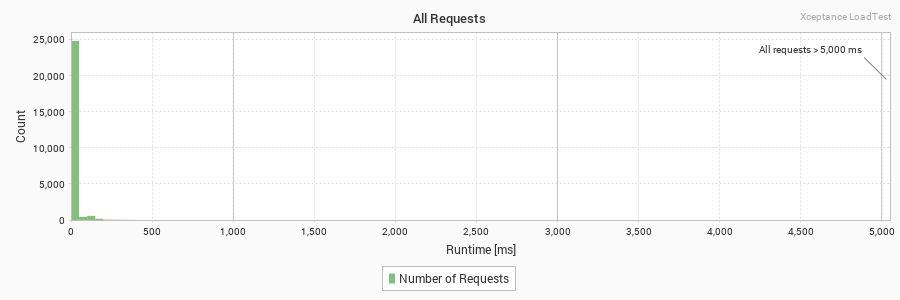 All Requests
Xceptance LoadTest
25,000
20,000
15,000
10,000
5,000
0
Count
All requests > 5,000 ms
0 500 1,000 1,500 2,000 2,500 3,000 3,500 4,000 4,500 5,000
Runtime [ms]
Number of Requests